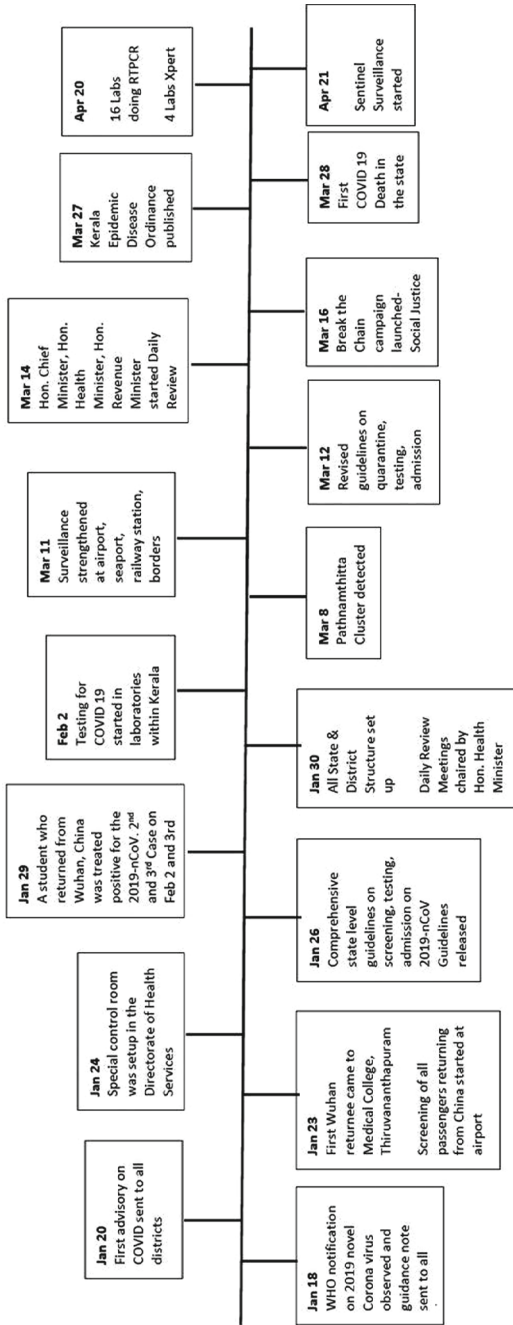 Jan 20
First advisory on
COVID sent to all
districts
Jan 24
Special control room
was setup in the
Directorate of Health
Services
Jan 29
A student who
returned from
Wuhan, China
was treated
positive for the
2019-nCoV. 2nd
and 3rd Case on
Feb 2 and 3rd
Feb 2
Testing for
COVID 19
started in
laboratories
within Kerala
Mar 11
Surveillance
strengthened
at airport,
seaport,
railway station,
borders
Mar 14
Hon. Chief
Minister, Hon.
Health
Minister, Hon.
Revenue
Minister
started Daily
Review
Mar 27
Kerala
Epidemic
Disease
Ordinance
published
Apr 20
16 Labs
doing RTPCR
4 Labs Xpert
Jan 18
WHO notification
on 2019 novel
Corona virus
observed and
guidance note
sent to all
Jan 23
First Wuhan
returnee came to
Medical College,
Thiruvananthapuram
Screening of all
passengers returning
from China started at
airport
Jan 26
Comprehensive
state level
guidelines on
screening, testing,
admission on
2019-nCoV
Guidelines
released
Jan 30
All State &
District
Structure set
up
Daily Review
Meetings
chaired by
Hon. Health
Minister
Mar 8
Pathnamthitta
Cluster detected
Mar 12
Revised
guidelines on
quarantine,
testing,
admission
Mar 16
Break the
Chain
campaign
launched-
Social Justice
Mar 28
First
COVID 19
Death in
the state
Apr 21
Sentinel
Surveillance
started